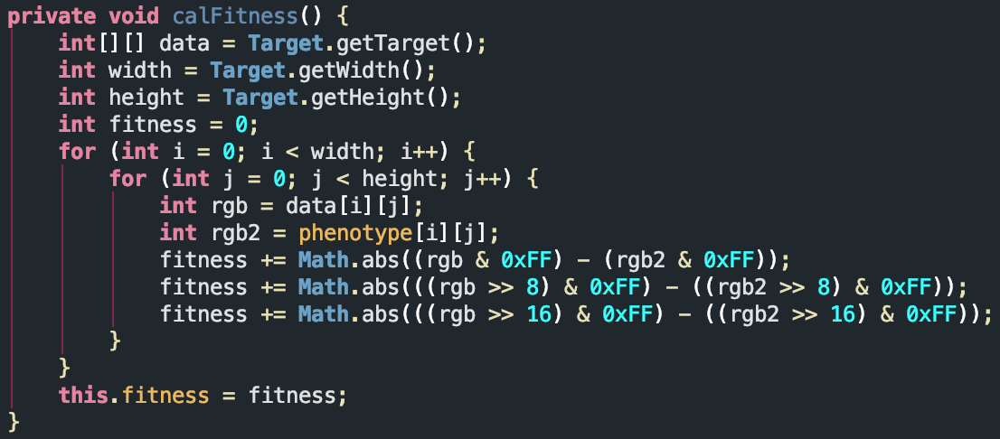 private void calFitness() {
    int[][] data = Target.getTarget();
    int width = Target.getWidth();
    int height = Target.getHeight();
    int fitness = 0;
    for (int i = 0; i < width; i++) {
        for (int j = 0; j < height; j++) {
            int rgb = data[i][j];
            int rgb2 = phenotype[i][j];
            fitness += Math.abs((rgb & 0xFF) - (rgb2 & 0xFF));
            fitness += Math.abs(((rgb >> 8) & 0xFF) - ((rgb2 >> 8) & 0xFF));
            fitness += Math.abs(((rgb >> 16) & 0xFF) - ((rgb2 >> 16) & 0xFF));
        }
    }
    this.fitness = fitness;
}